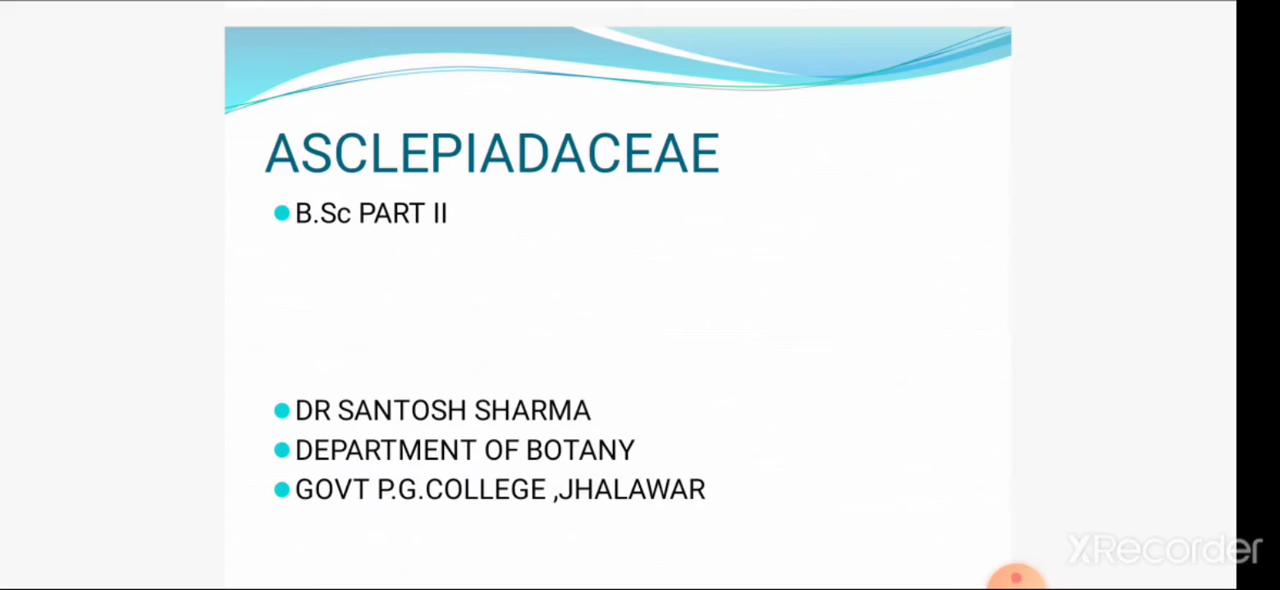 ASCLEPIADACEAE
B.Sc PART II
DR SANTOSH SHARMA
DEPARTMENT OF BOTANY
GOVT P.G.COLLEGE ,JHALAWAR
XRecorder